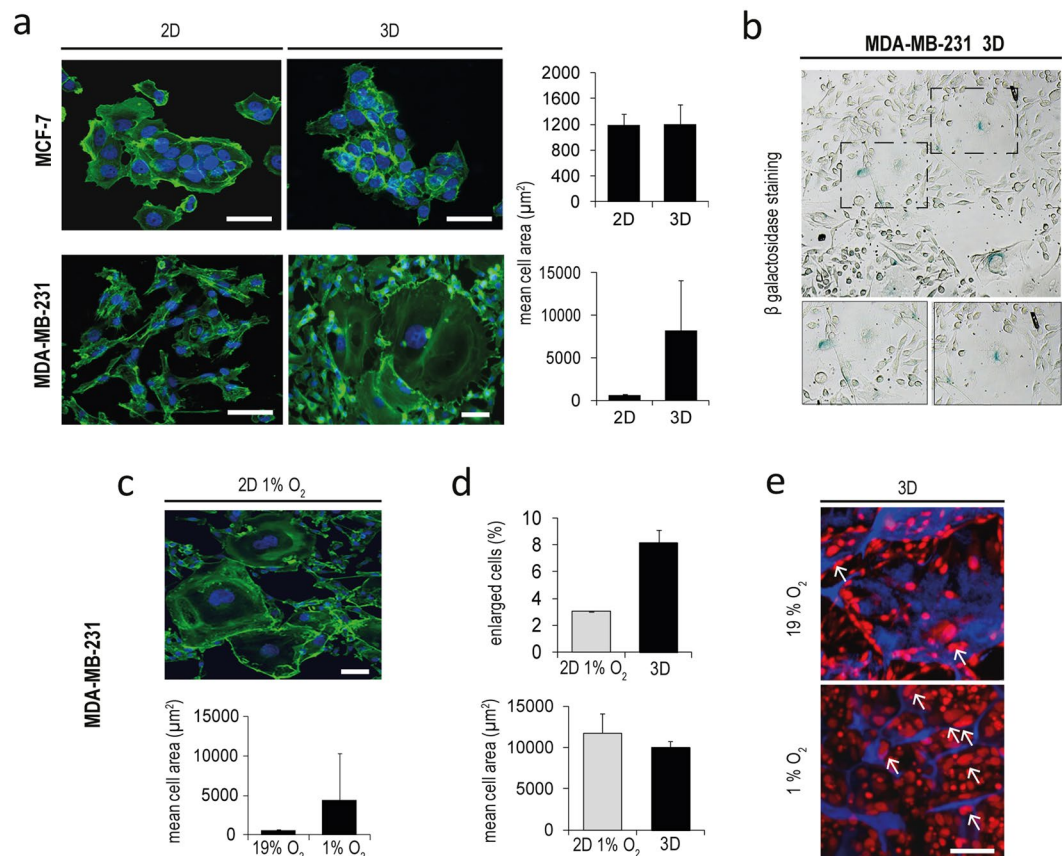 a
2D
3D
MCF-7
MDA-MB-231
mean cell area (µm²)
2000
1600
1200
800
400
0
2D 3D
15000
10000
5000
0
2D 3D
b
MDA-MB-231 3D
β galactosidase staining
c
2D 1% O₂
MDA-MB-231
mean cell area (µm²)
15000
10000
5000
0
19% O₂ 1% O₂
d
enlarged cells (%)
10
8
6
4
2
0
2D 1% O₂ 3D
mean cell area (µm²)
15000
10000
5000
0
2D 1% O₂ 3D
e
3D
19 % O₂
1 % O₂